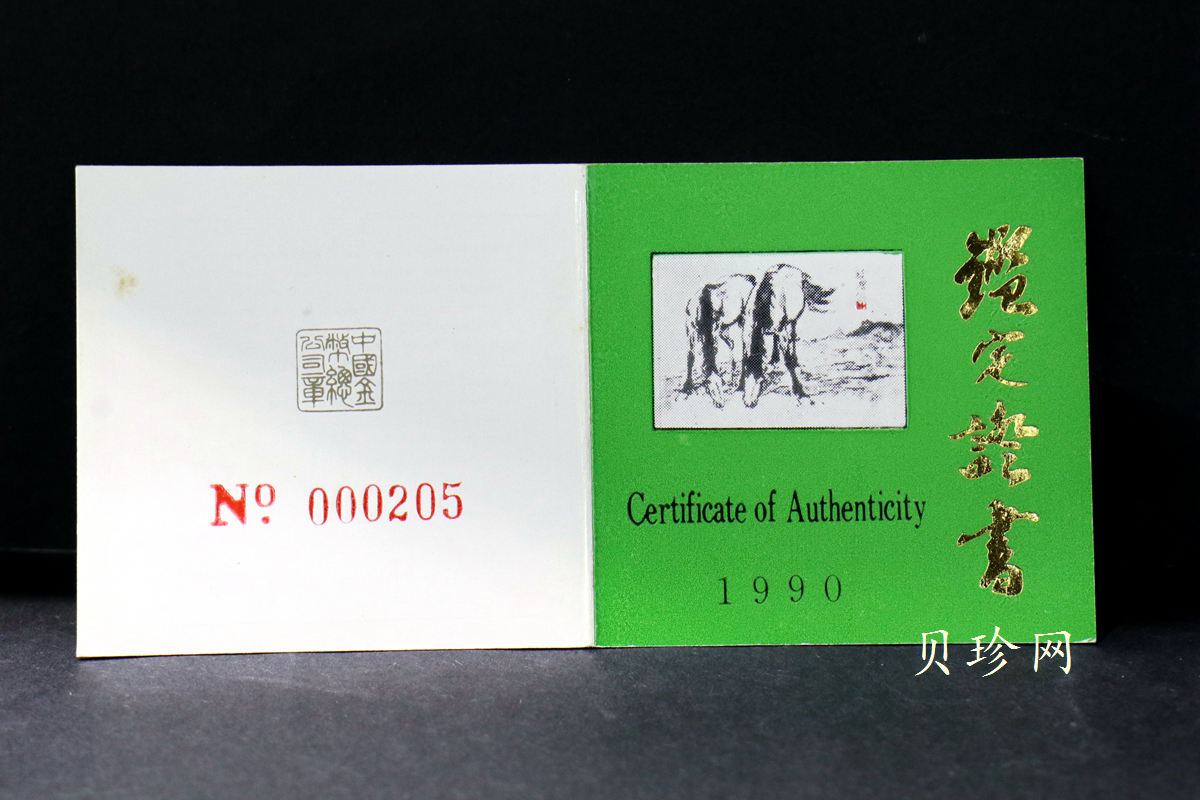 中國金
幣總
公司章
Nº 000205
鑑定證書
Certificate of Authenticity
1990
贝珍网